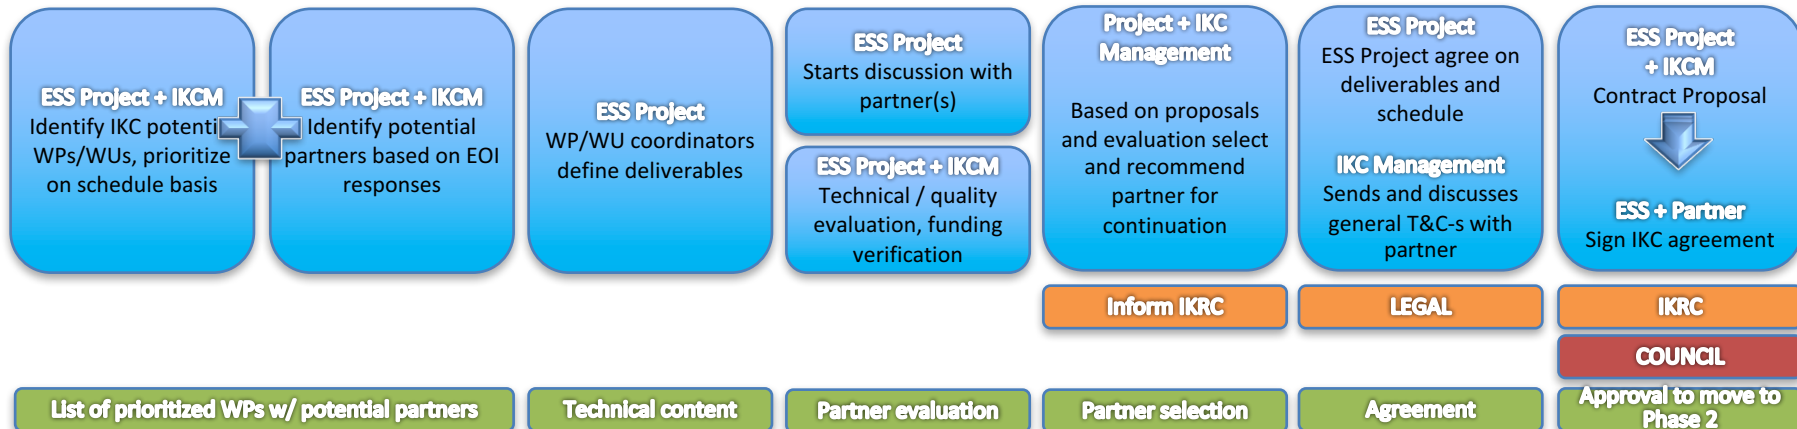 ESS Project + IKCM
Identify IKC potenti
WPs/WUs, prioritize
on schedule basis
ESS Project + IKCM
Identify potential
partners based on EOI
responses
ESS Project
WP/WU coordinators
define deliverables
ESS Project
Starts discussion with
partner(s)
ESS Project + IKCM
Technical / quality
evaluation, funding
verification
Project + IKC
Management
Based on proposals
and evaluation select
and recommend
partner for
continuation
ESS Project
ESS Project agree on
deliverables and
schedule
IKC Management
Sends and discusses
general T&C-s with
partner
ESS Project
+ IKCM
Contract Proposal
ESS + Partner
Sign IKC agreement
Inform IKRC
LEGAL
IKRC
COUNCIL
List of prioritized WPs w/ potential partners
Technical content
Partner evaluation
Partner selection
Agreement
Approval to move to
Phase 2